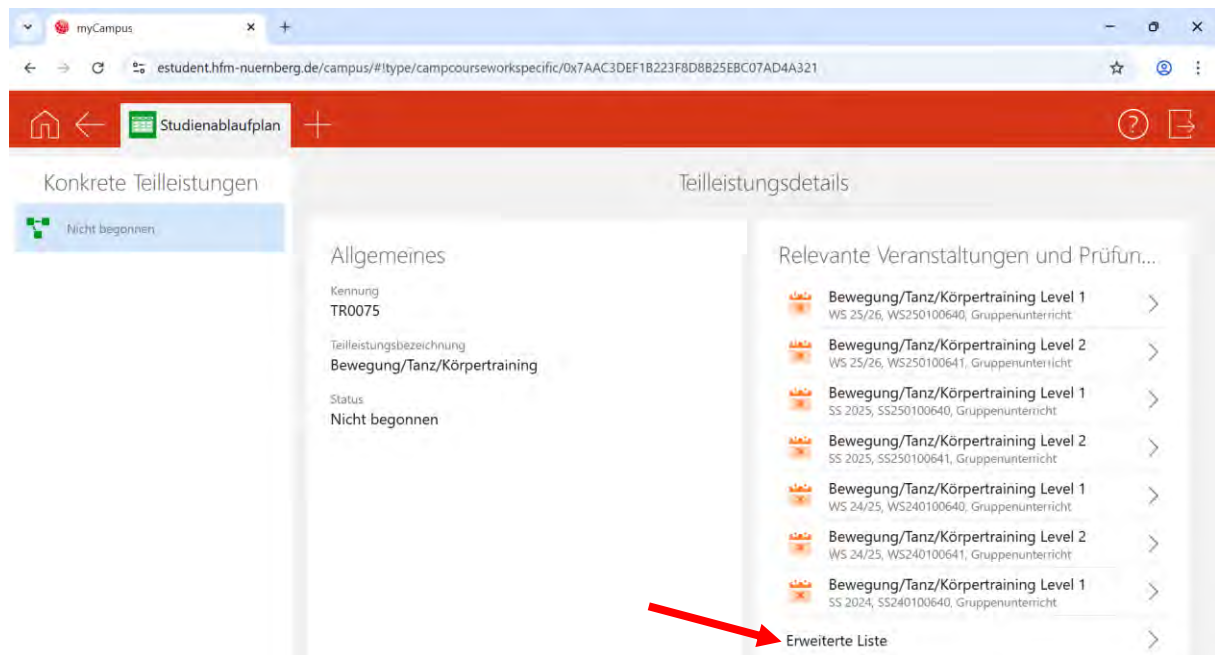 myCampus
estudent.hfm-nuernberg.de/campus/#!type/campcourseworkspecific/0x7AAC3DEF1B223F8D8B25EBC07AD4A321
Studienablaufplan
Konkrete Teilleistungen
Nicht begonnen
Teilleistungsdetails
Allgemeines
Kennung
TR0075
Teilleistungsbezeichnung
Bewegung/Tanz/Körpertraining
Status
Nicht begonnen
Relevante Veranstaltungen und Prüfun...
Bewegung/Tanz/Körpertraining Level 1
WS 25/26, WS250100640, Gruppenunterricht
Bewegung/Tanz/Körpertraining Level 2
WS 25/26, WS250100641, Gruppenunterricht
Bewegung/Tanz/Körpertraining Level 1
SS 2025, SS250100640, Gruppenunterricht
Bewegung/Tanz/Körpertraining Level 2
SS 2025, SS250100641, Gruppenunterricht
Bewegung/Tanz/Körpertraining Level 1
WS 24/25, WS240100640, Gruppenunterricht
Bewegung/Tanz/Körpertraining Level 2
WS 24/25, WS240100641, Gruppenunterricht
Bewegung/Tanz/Körpertraining Level 1
SS 2024, SS240100640, Gruppenunterricht
Erweiterte Liste